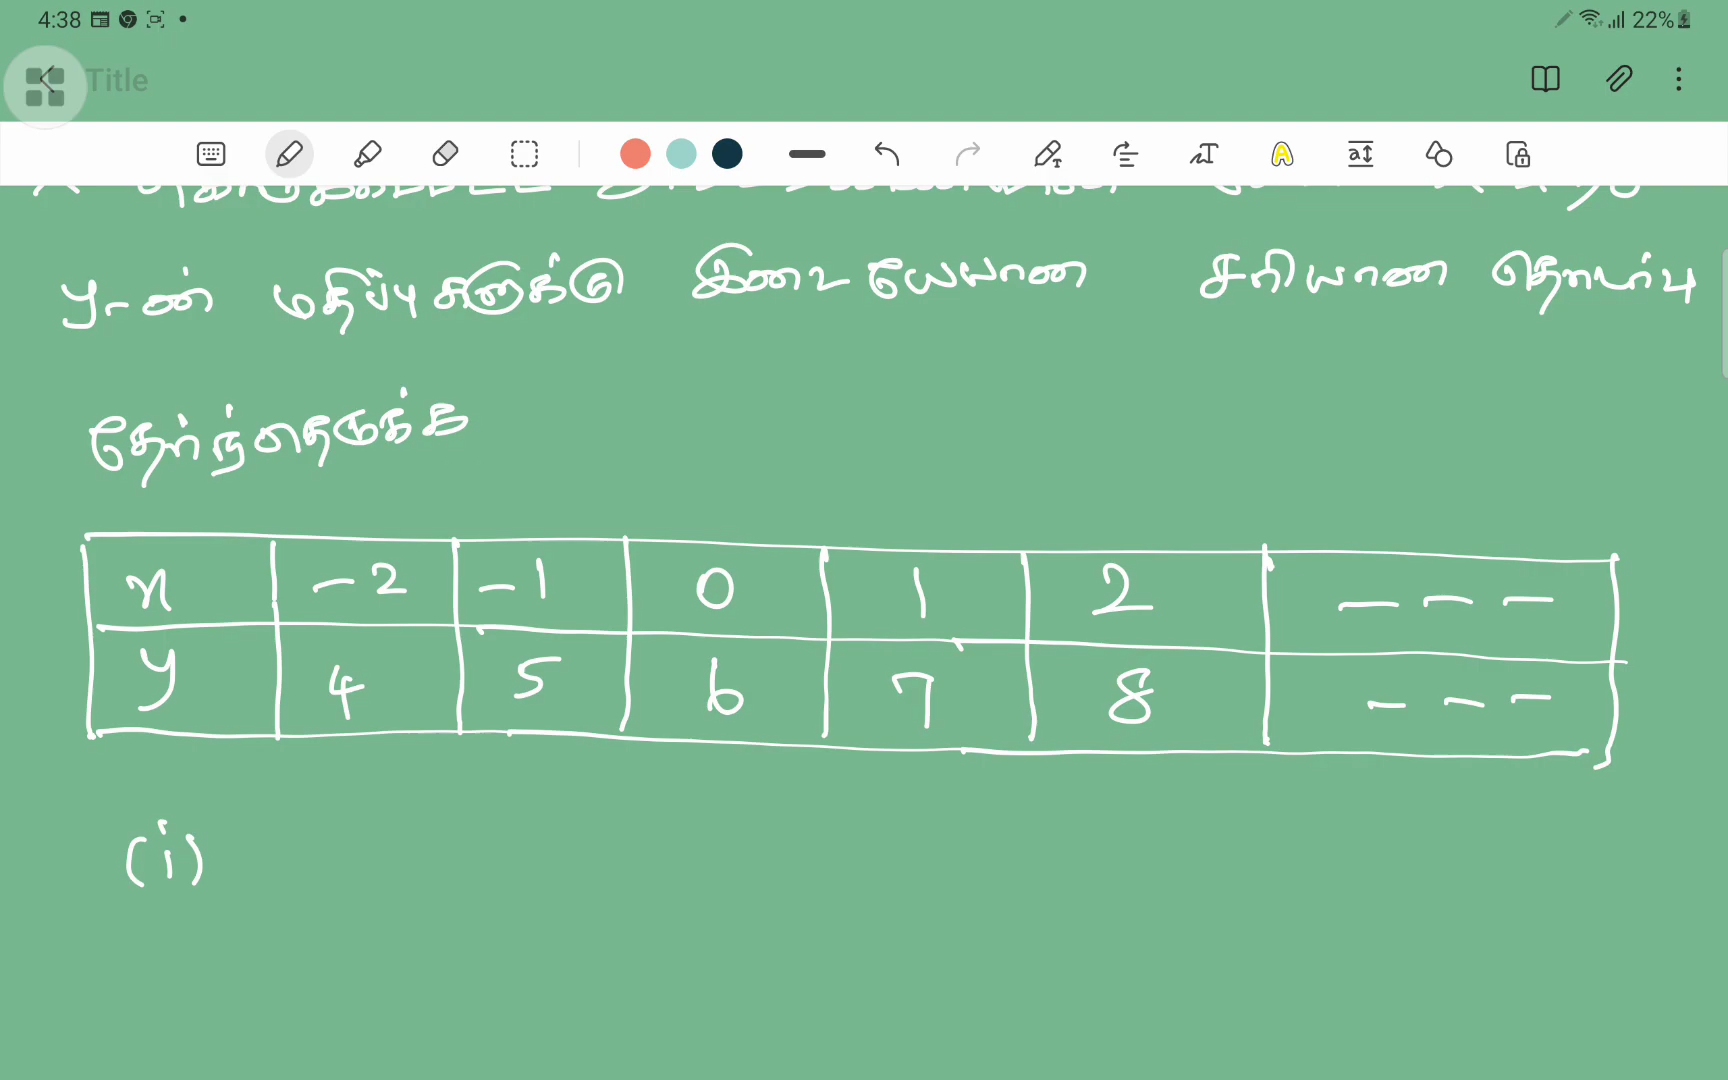 4:38 22%
Title
y-ன் மதிப்புகளுக்கு இடையேயான சரியான தொடர்பு
தேர்ந்தெடுக்க
x -2 -1 0 1 2 ---
y 4 5 6 7 8 ---
(i)